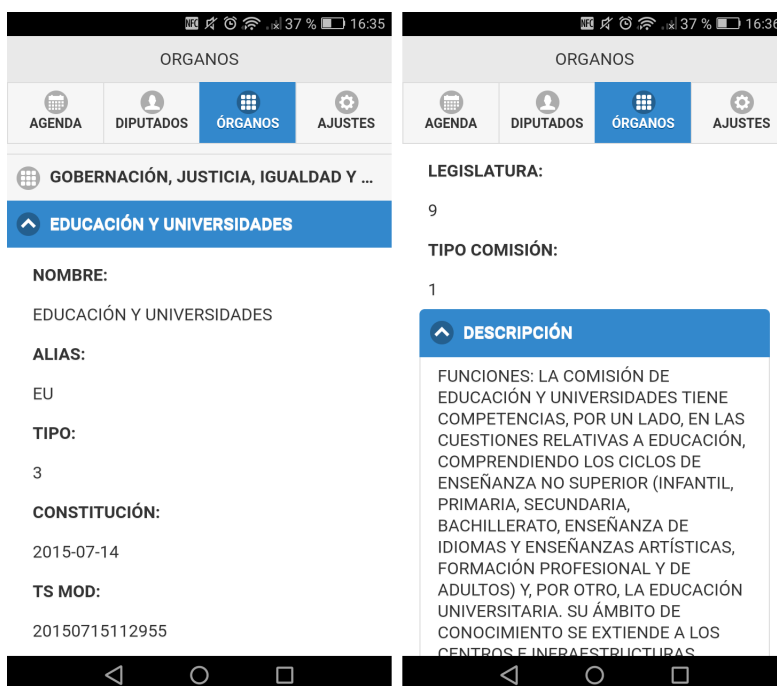 37 % 16:35
ORGANOS
AGENDA DIPUTADOS ÓRGANOS AJUSTES
GOBERNACIÓN, JUSTICIA, IGUALDAD Y ...
EDUCACIÓN Y UNIVERSIDADES
NOMBRE:
EDUCACIÓN Y UNIVERSIDADES
ALIAS:
EU
TIPO:
3
CONSTITUCIÓN:
2015-07-14
TS MOD:
20150715112955
37 % 16:36
ORGANOS
AGENDA DIPUTADOS ÓRGANOS AJUSTES
LEGISLATURA:
9
TIPO COMISIÓN:
1
DESCRIPCIÓN
FUNCIONES: LA COMISIÓN DE
EDUCACIÓN Y UNIVERSIDADES TIENE
COMPETENCIAS, POR UN LADO, EN LAS
CUESTIONES RELATIVAS A EDUCACIÓN,
COMPRENDIENDO LOS CICLOS DE
ENSEÑANZA NO SUPERIOR (INFANTIL,
PRIMARIA, SECUNDARIA,
BACHILLERATO, ENSEÑANZA DE
IDIOMAS Y ENSEÑANZAS ARTÍSTICAS,
FORMACIÓN PROFESIONAL Y DE
ADULTOS) Y, POR OTRO, LA EDUCACIÓN
UNIVERSITARIA. SU ÁMBITO DE
CONOCIMIENTO SE EXTIENDE A LOS
CENTROS E INFRAESTRUCTURAS